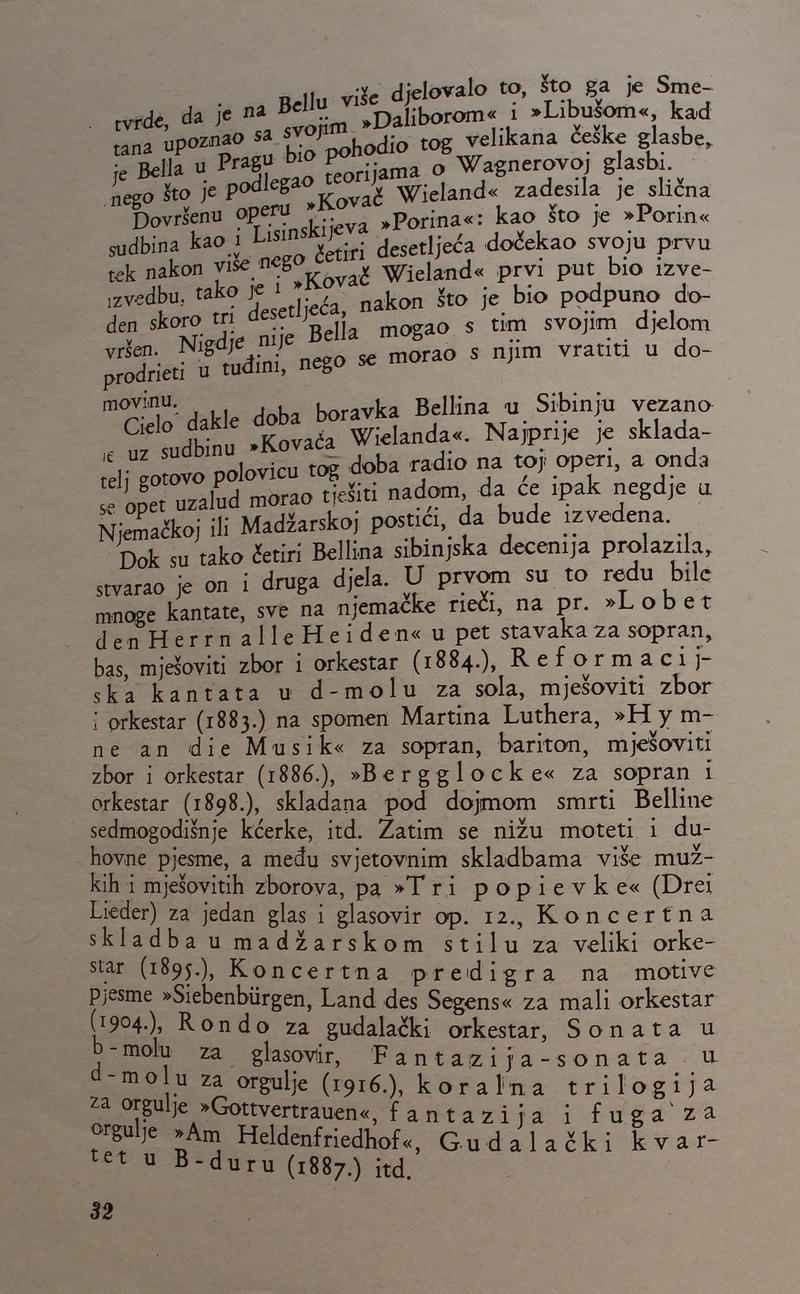 tvrde, da je na Bellu više djelovalo to, što ga je Sme-
tana upoznao sa svojim »Daliborom« i »Libušom«, kad
je Bella u Pragu bio pohodio tog velikana češke glasbe,
nego što je podlegao teorijama o Wagnerovoj glasbi.
Dovršenu operu »Kovač Wieland« zadesila je slična
sudbina kao i Lisinskijeva »Porina«: kao što je »Porin«
tek nakon više nego četiri desetljeća dočekao svoju prvu
izvedbu, tako je i »Kovač Wieland« prvi put bio izve-
den skoro tri desetljeća, nakon što je bio podpuno do-
vršen. Nigdje nije Bella mogao s tim svojim djelom
prodrieti u tuđini, nego se morao s njim vratiti u do-
movinu.
Cielo dakle doba boravka Bellina u Sibinju vezano
je uz sudbinu »Kovača Wielanda«. Najprije je sklada-
telj gotovo polovicu tog doba radio na toj operi, a onda
se opet uzalud morao tješiti nadom, da će ipak negdje u
Njemačkoj ili Madžarskoj postići, da bude izvedena.
Dok su tako četiri Bellina sibinjska decenija prolazila,
stvarao je on i druga djela. U prvom su to redu bile
mnoge kantate, sve na njemačke rieči, na pr. »Lobet
den Herrn alle Heiden« u pet stavaka za sopran,
bas, mješoviti zbor i orkestar (1884.), Reformacij-
ska kantata u d-molu za sola, mješoviti zbor
i orkestar (1883.) na spomen Martina Luthera, »Hym-
ne an die Musik« za sopran, bariton, mješoviti
zbor i orkestar (1886.), »Bergglocke« za sopran i
orkestar (1898.), skladana pod dojmom smrti Belline
sedmogodišnje kćerke, itd. Zatim se nižu moteti i du-
hovne pjesme, a među svjetovnim skladbama više muž-
kih i mješovitih zborova, pa »Tri popievke« (Drei
Lieder) za jedan glas i glasovir op. 12., Koncertna
skladba u madžarskom stilu za veliki orke-
star (1895.), Koncertna predigra na motive
pjesme »Siebenbürgen, Land des Segens« za mali orkestar
(1904.), Rondo za gudalački orkestar, Sonata u
b-molu za glasovir, Fantazija-sonata u
d-molu za orgulje (1916.), koralna trilogija
za orgulje »Gottvertrauen«, fantazija i fuga za
orgulje »Am Heldenfriedhof«, Gudalački kvar-
tet u B-duru (1887.) itd.
32